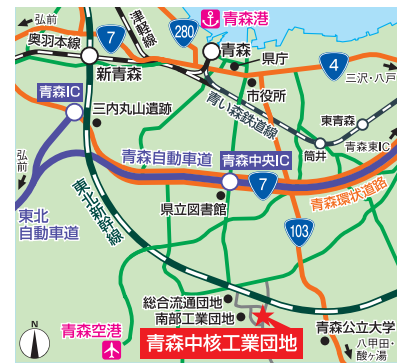 弘前
奥羽本線
7
津軽線
280
青森港
青森
県庁
4
三沢・八戸
新青森
市役所
青森IC
三内丸山遺跡
青い森鉄道線
東青森
筒井
青森東IC
弘前
青森自動車道
青森中央IC
7
青森環状道路
東北
自動車道
東北新幹線
県立図書館
103
総合流通団地
南部工業団地
青森空港
青森中核工業団地
青森公立大学
八甲田・
酸ヶ湯
N